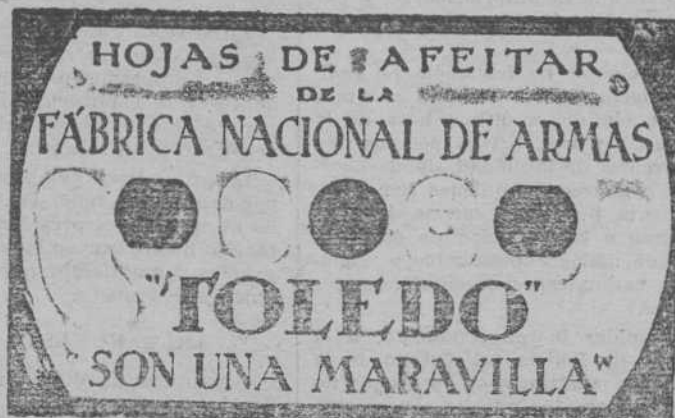 HOJAS DE AFEITAR
DE LA
FÁBRICA NACIONAL DE ARMAS
"TOLEDO"
"SON UNA MARAVILLA"